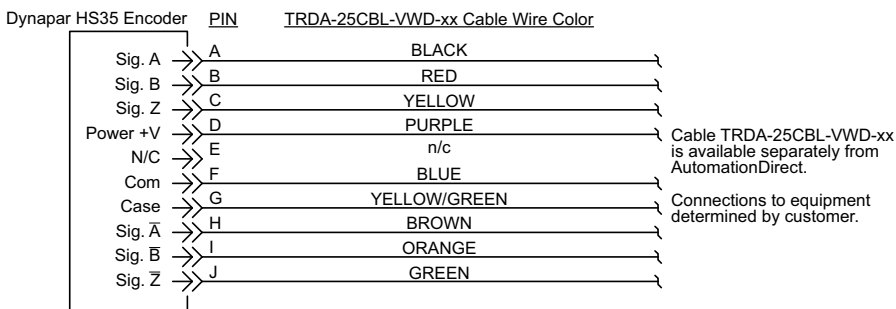 Dynapar HS35 Encoder PIN TRDA-25CBL-VWD-xx Cable Wire Color
Sig. A A BLACK
Sig. B B RED
Sig. Z C YELLOW
Power +V D PURPLE
N/C E n/c
Com F BLUE
Case G YELLOW/GREEN
Sig. A̅ H BROWN
Sig. B̅ I ORANGE
Sig. Z̅ J GREEN
Cable TRDA-25CBL-VWD-xx
is available separately from
AutomationDirect.
Connections to equipment
determined by customer.